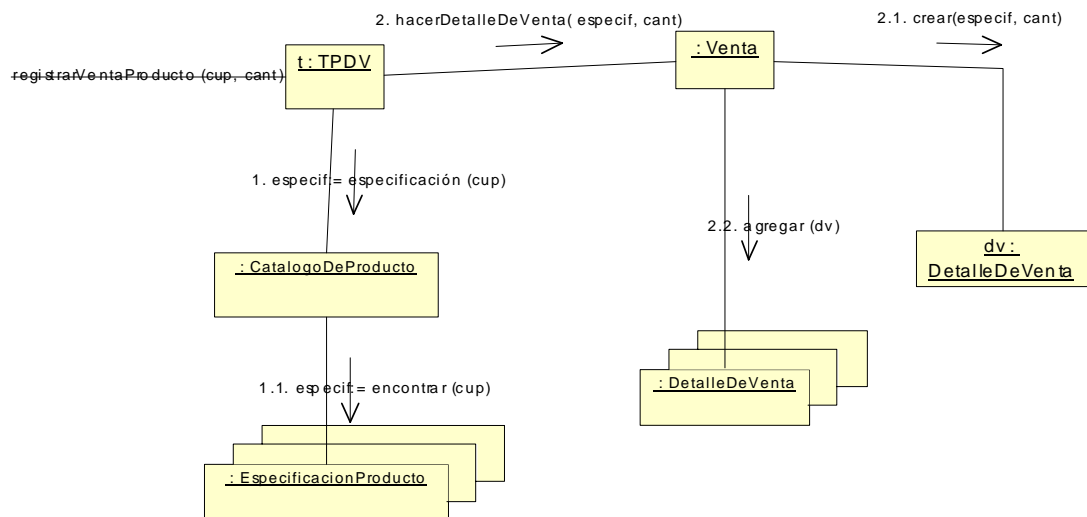 2. hacerDetalleDeVenta( especif, cant)
2.1. crear(especif, cant)
t : TPDV
: Venta
registrarVentaProducto (cup, cant)
1. especif:= especificación (cup)
2.2. agregar (dv)
: CatalogoDeProducto
dv :
DetalleDeVenta
1.1. especif:= encontrar (cup)
: DetalleDeVenta
: EspecificacionProducto